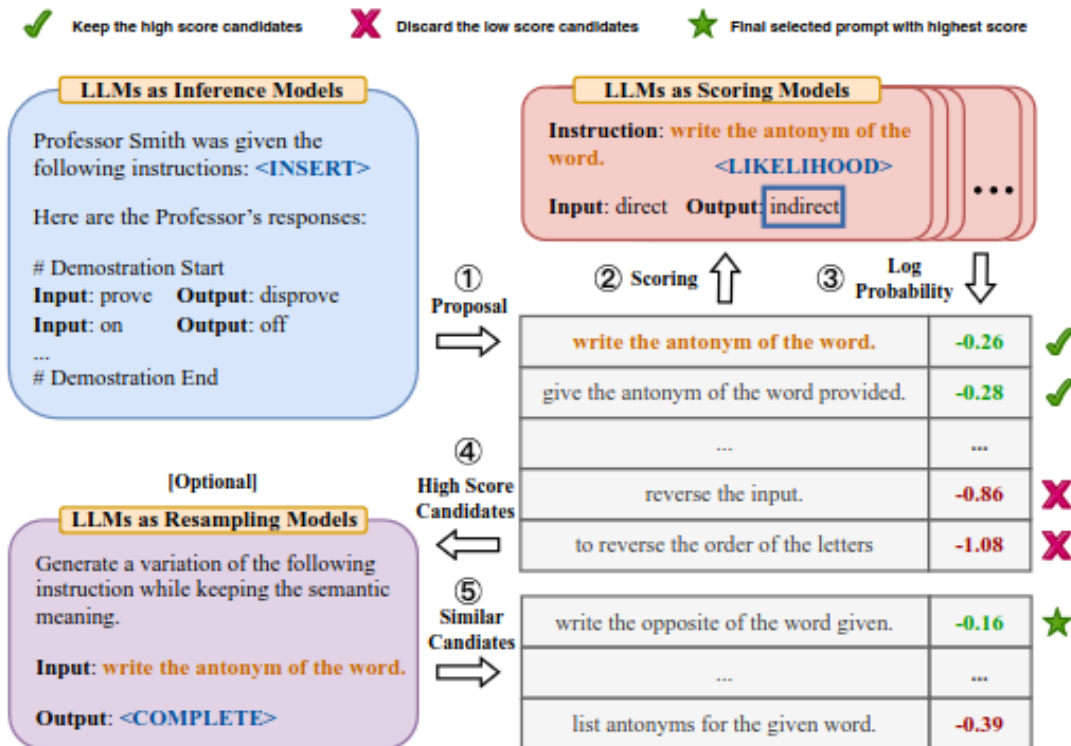 Keep the high score candidates
Discard the low score candidates
Final selected prompt with highest score
LLMs as Inference Models
Professor Smith was given the
following instructions: <INSERT>
Here are the Professor's responses:
# Demostration Start
Input: prove Output: disprove
Input: on Output: off
...
# Demostration End
LLMs as Scoring Models
Instruction: write the antonym of the
word.
<LIKELIHOOD>
Input: direct Output: indirect
...
① Proposal
② Scoring
③ Log
Probability
write the antonym of the word. -0.26
give the antonym of the word provided. -0.28
... ...
reverse the input. -0.86
to reverse the order of the letters -1.08
④
High Score
Candidates
[Optional]
LLMs as Resampling Models
Generate a variation of the following
instruction while keeping the semantic
meaning.
Input: write the antonym of the word.
Output: <COMPLETE>
⑤
Similar
Candiates
write the opposite of the word given. -0.16
... ...
list antonyms for the given word. -0.39